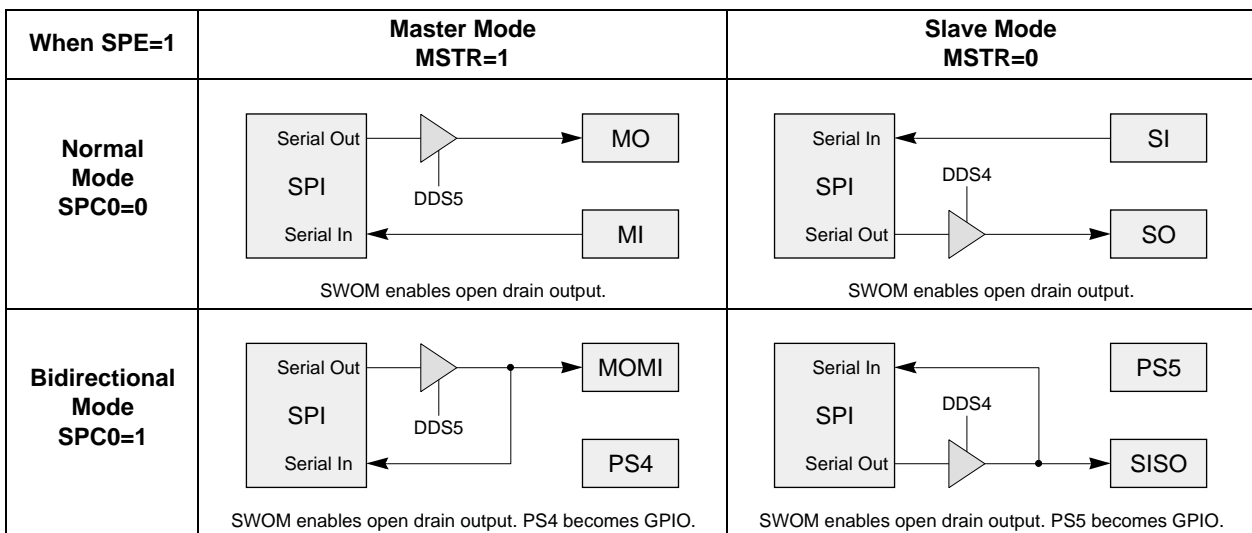 When SPE=1
Master Mode
MSTR=1
Slave Mode
MSTR=0
Normal
Mode
SPC0=0
Serial Out
SPI
Serial In
DDS5
MO
MI
SWOM enables open drain output.
Serial In
SPI
Serial Out
DDS4
SI
SO
SWOM enables open drain output.
Bidirectional
Mode
SPC0=1
Serial Out
SPI
Serial In
DDS5
MOMI
PS4
SWOM enables open drain output. PS4 becomes GPIO.
Serial In
SPI
Serial Out
DDS4
PS5
SISO
SWOM enables open drain output. PS5 becomes GPIO.